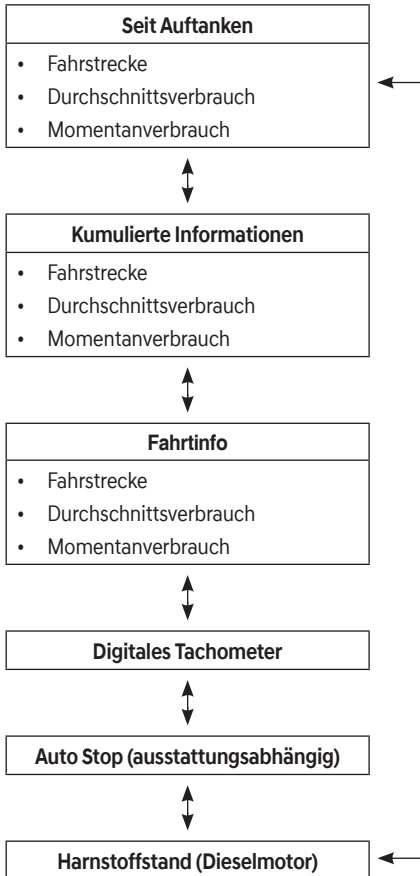 Seit Auftanken
• Fahrstrecke
• Durchschnittsverbrauch
• Momentanverbrauch
Kumulierte Informationen
• Fahrstrecke
• Durchschnittsverbrauch
• Momentanverbrauch
Fahrtinfo
• Fahrstrecke
• Durchschnittsverbrauch
• Momentanverbrauch
Digitales Tachometer
Auto Stop (ausstattungsabhängig)
Harnstoffstand (Dieselmotor)